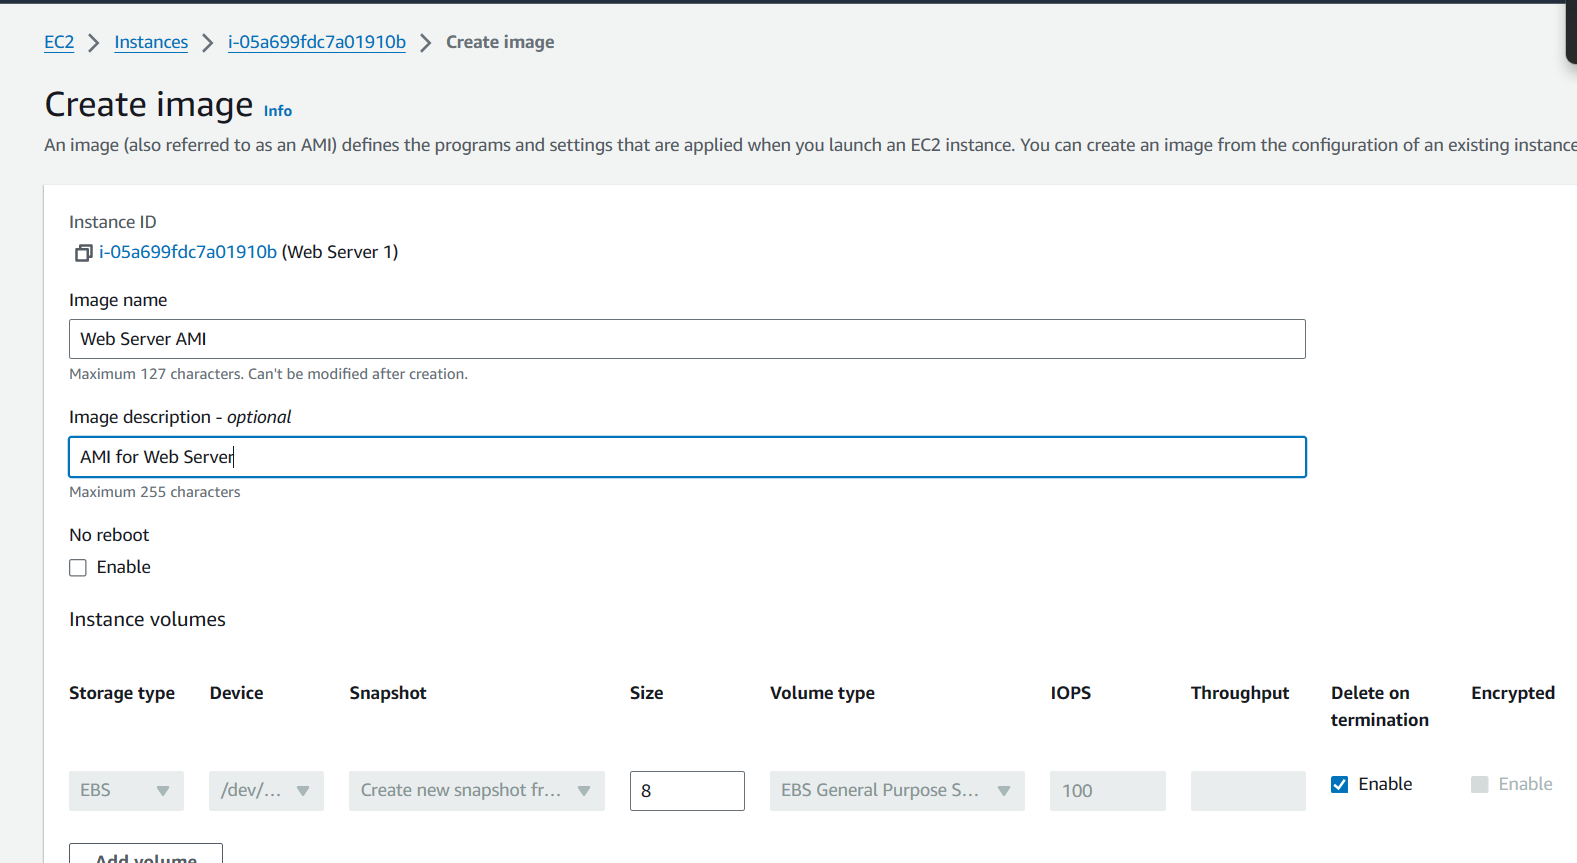 EC2 > Instances > i-05a699fdc7a01910b > Create image
Create image Info
An image (also referred to as an AMI) defines the programs and settings that are applied when you launch an EC2 instance. You can create an image from the configuration of an existing instance
Instance ID
i-05a699fdc7a01910b (Web Server 1)
Image name
Web Server AMI
Maximum 127 characters. Can't be modified after creation.
Image description - optional
AMI for Web Server
Maximum 255 characters
No reboot
Enable
Instance volumes
Storage type Device Snapshot Size Volume type IOPS Throughput Delete on termination Encrypted
EBS /dev/... Create new snapshot fr... 8 EBS General Purpose S... 100 Enable Enable
Add volume